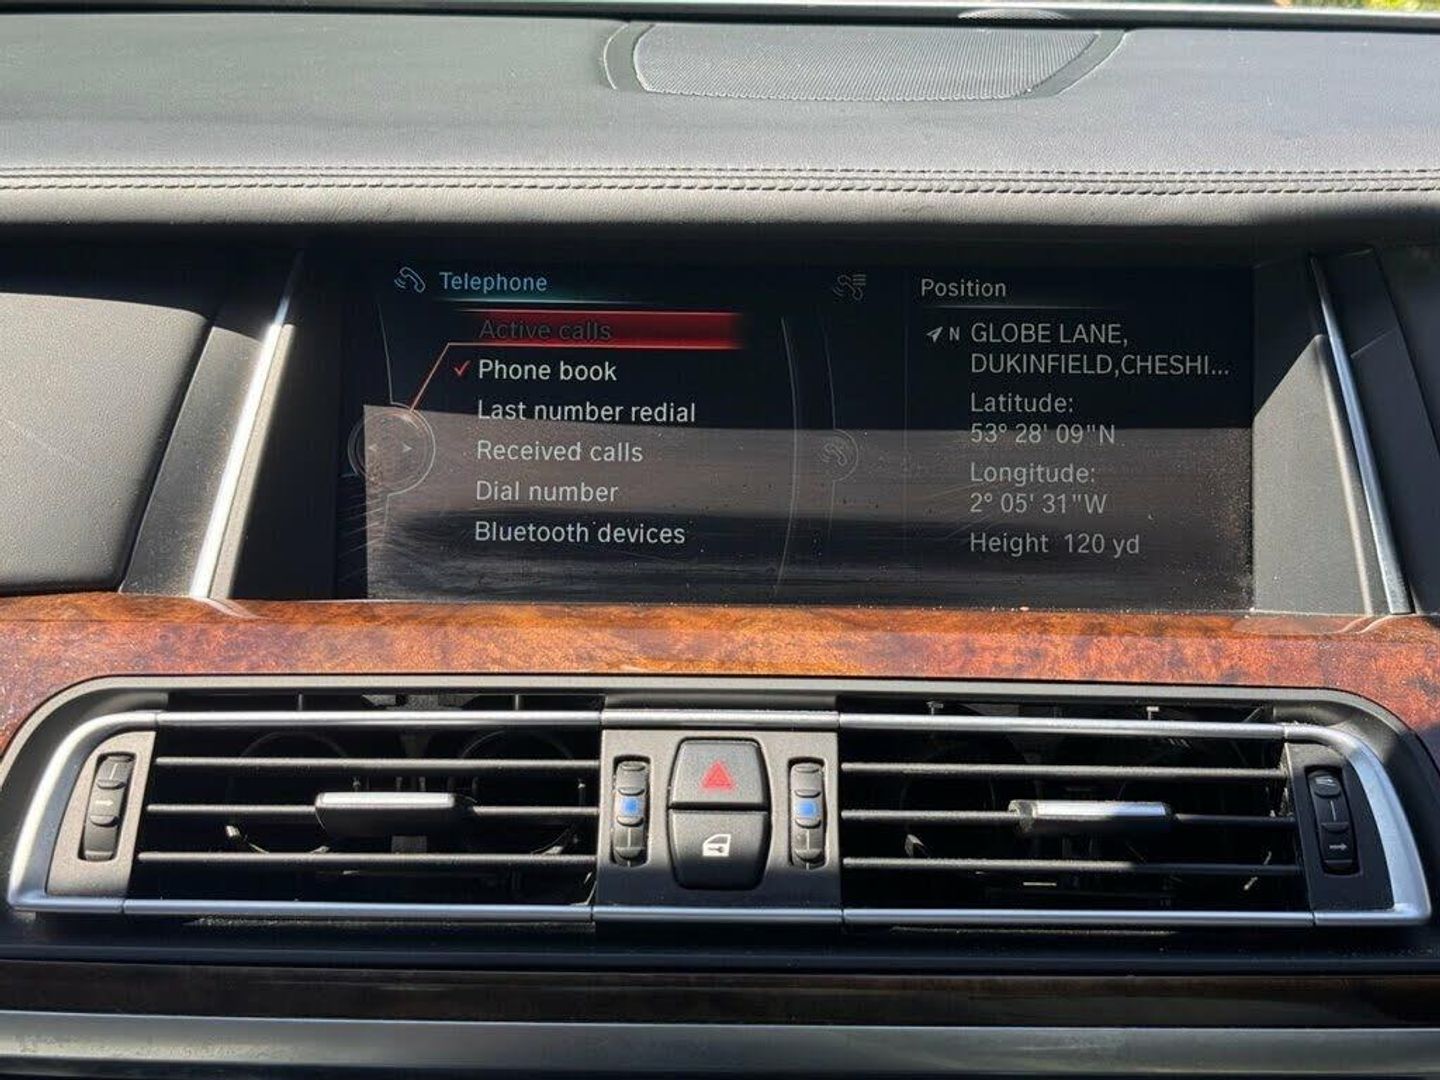 Telephone
Active calls
✓ Phone book
Last number redial
Received calls
Dial number
Bluetooth devices
Position
N GLOBE LANE,
DUKINFIELD,CHESHI...
Latitude:
53° 28' 09"N
Longitude:
2° 05' 31"W
Height 120 yd